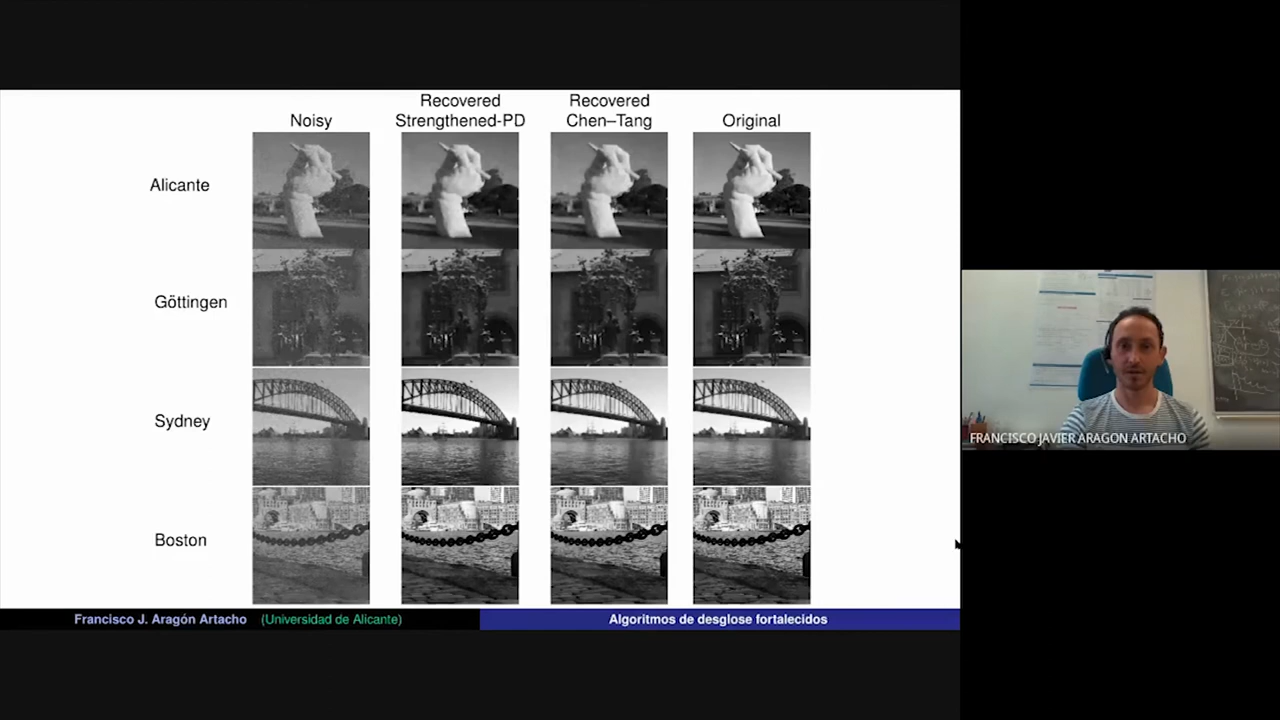 Noisy
Recovered
Strengthened-PD
Recovered
Chen–Tang
Original
Alicante
Göttingen
Sydney
Boston
FRANCISCO JAVIER ARAGON ARTACHO
Francisco J. Aragón Artacho (Universidad de Alicante) Algoritmos de desglose fortalecidos